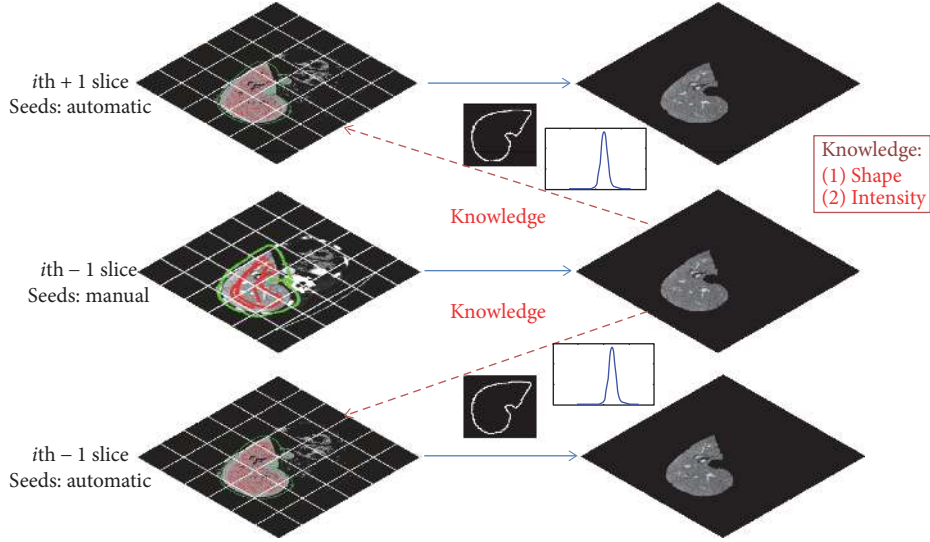 ith + 1 slice
Seeds: automatic
Knowledge:
(1) Shape
(2) Intensity
Knowledge
ith − 1 slice
Seeds: manual
Knowledge
ith − 1 slice
Seeds: automatic